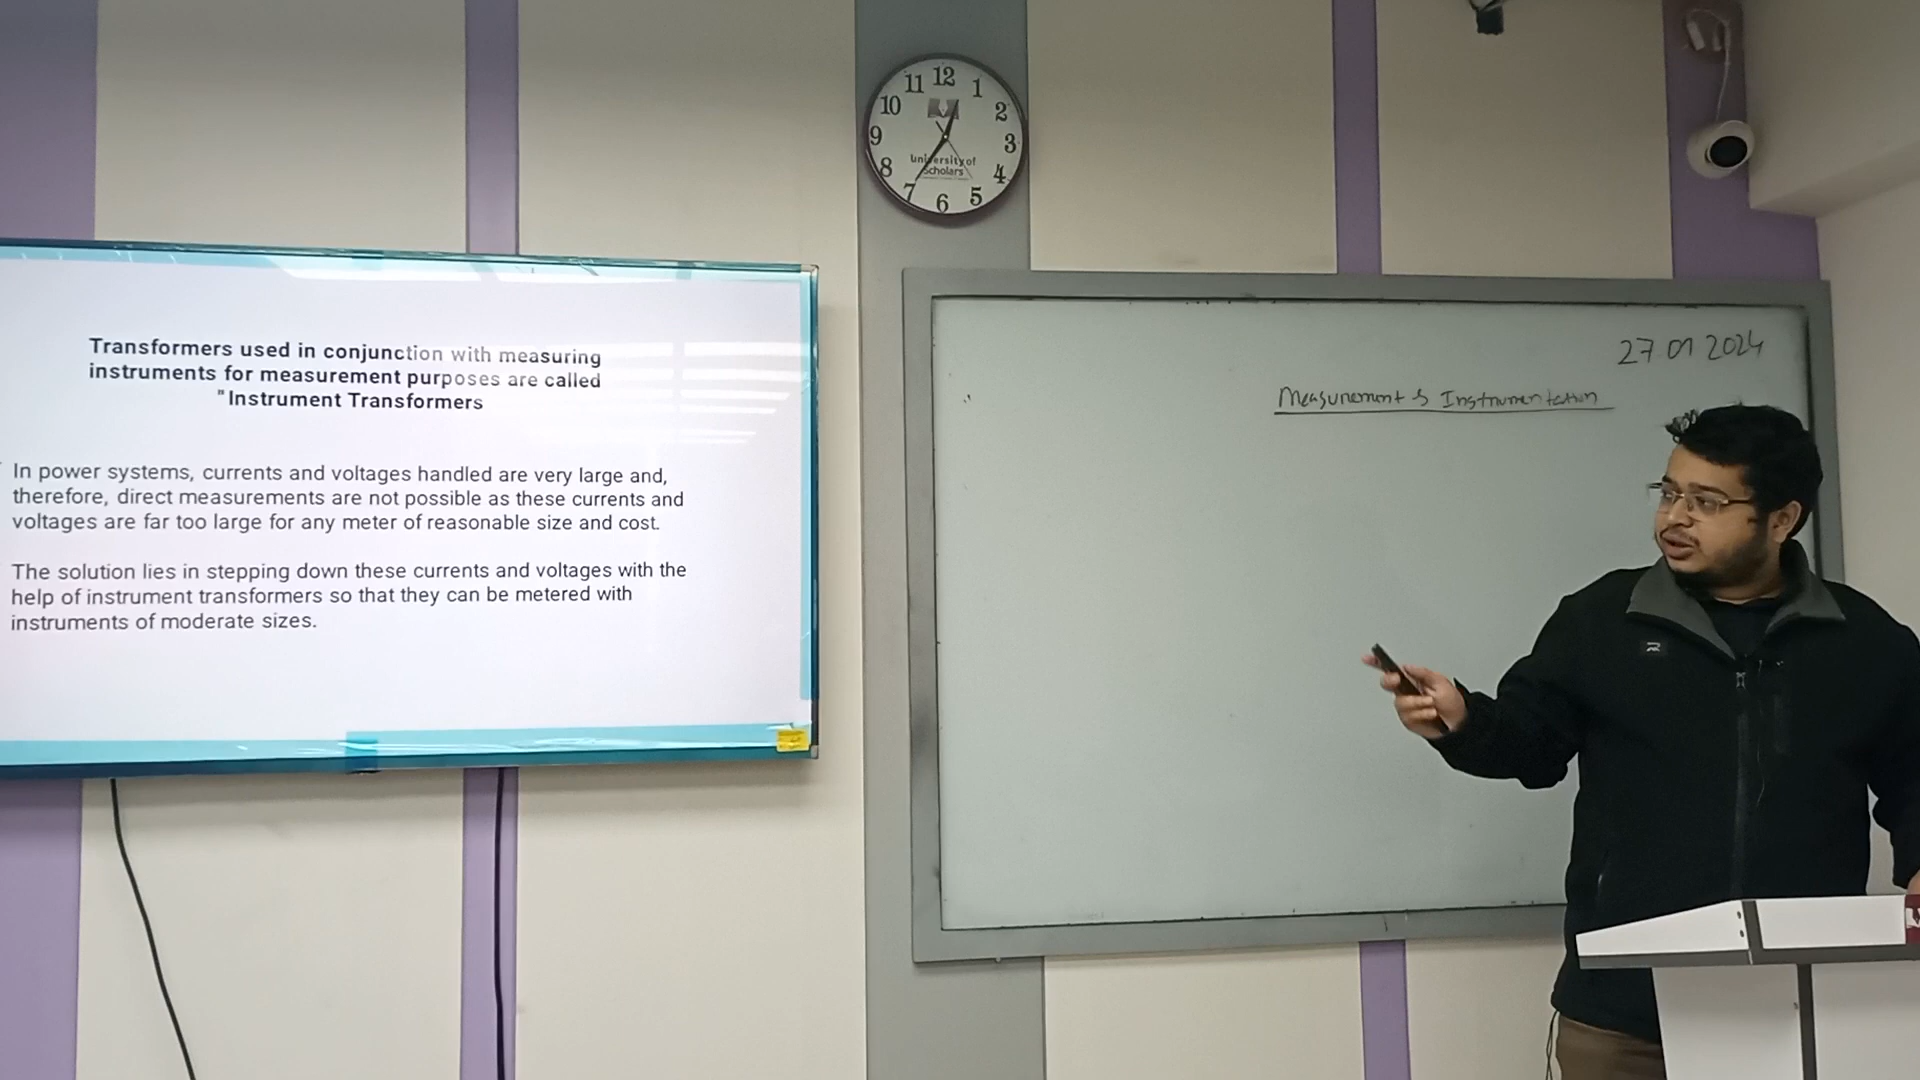 Transformers used in conjunction with measuring
instruments for measurement purposes are called
"Instrument Transformers
In power systems, currents and voltages handled are very large and,
therefore, direct measurements are not possible as these currents and
voltages are far too large for any meter of reasonable size and cost.
The solution lies in stepping down these currents and voltages with the
help of instrument transformers so that they can be metered with
instruments of moderate sizes.
11 12 1
10 2
9 3
University of
Scholars
8 4
7 6 5
27 01 2024
Measurement & Instrumentation